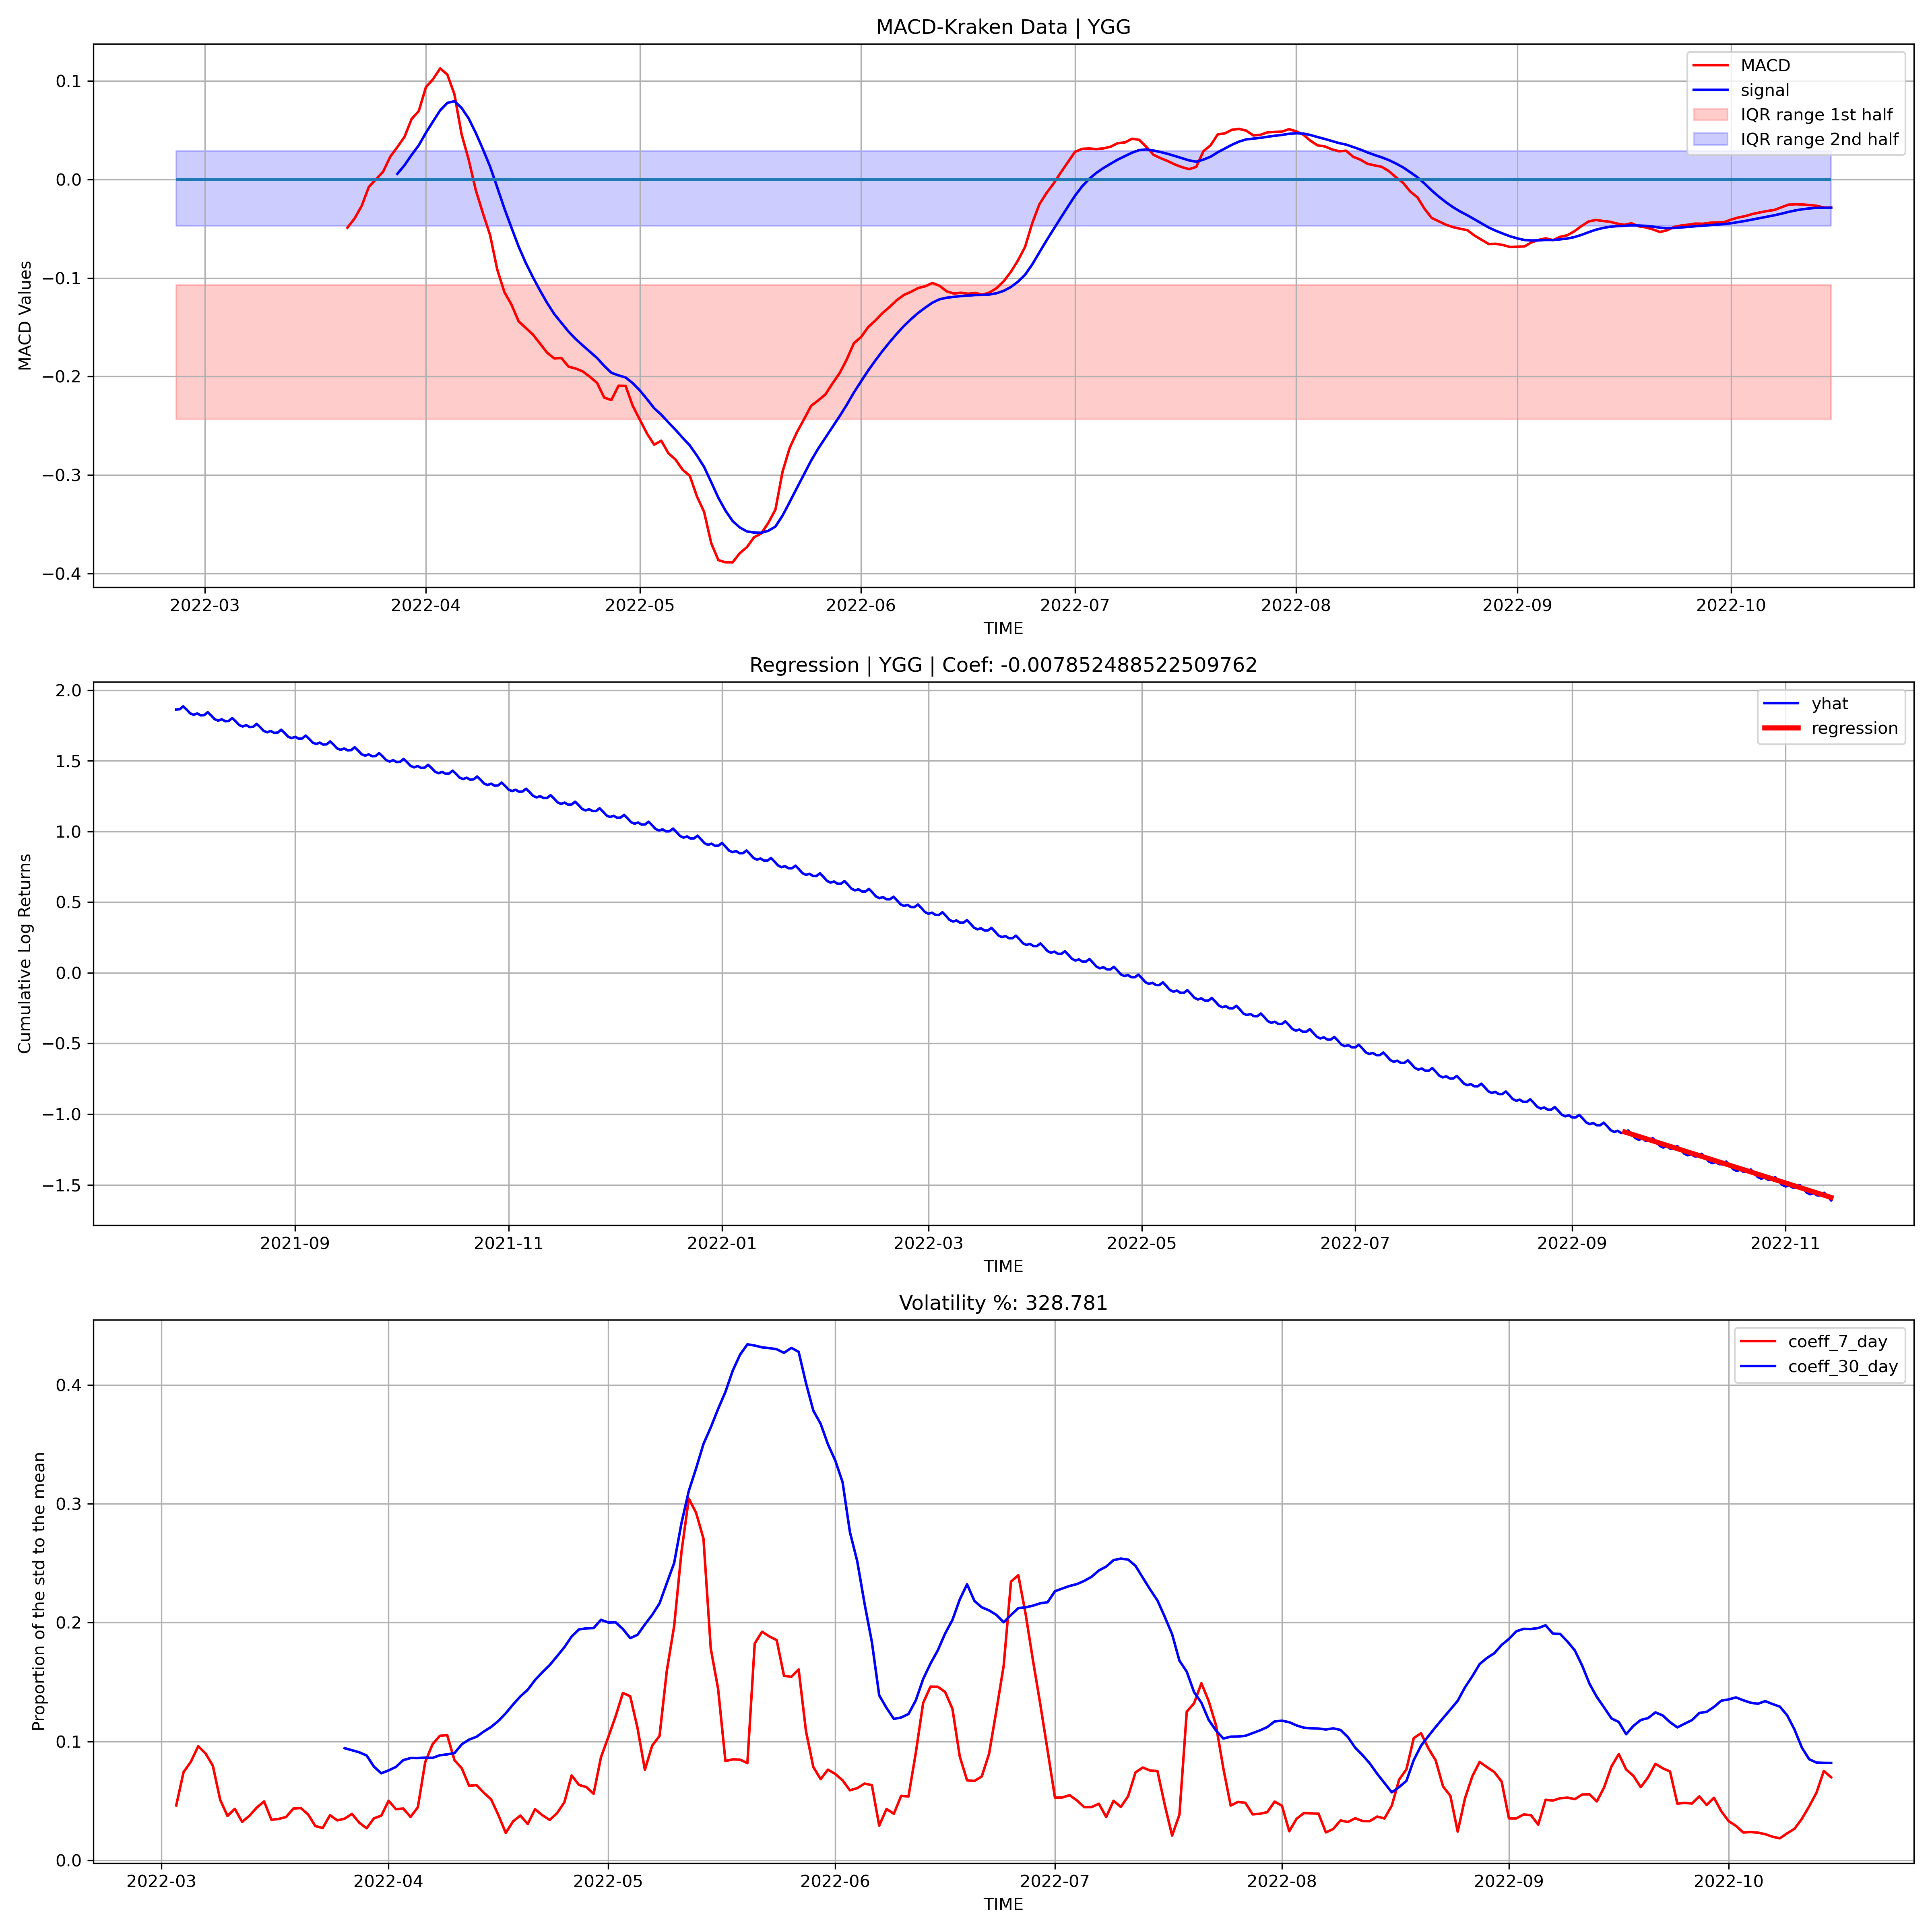 MACD-Kraken Data | YGG
MACD
signal
IQR range 1st half
IQR range 2nd half
0.1
0.0
−0.1
−0.2
−0.3
−0.4
MACD Values
2022-03 2022-04 2022-05 2022-06 2022-07 2022-08 2022-09 2022-10
TIME
Regression | YGG | Coef: -0.007852488522509762
yhat
regression
2.0
1.5
1.0
0.5
0.0
−0.5
−1.0
−1.5
Cumulative Log Returns
2021-09 2021-11 2022-01 2022-03 2022-05 2022-07 2022-09 2022-11
TIME
Volatility %: 328.781
coeff_7_day
coeff_30_day
0.4
0.3
0.2
0.1
0.0
Proportion of the std to the mean
2022-03 2022-04 2022-05 2022-06 2022-07 2022-08 2022-09 2022-10
TIME